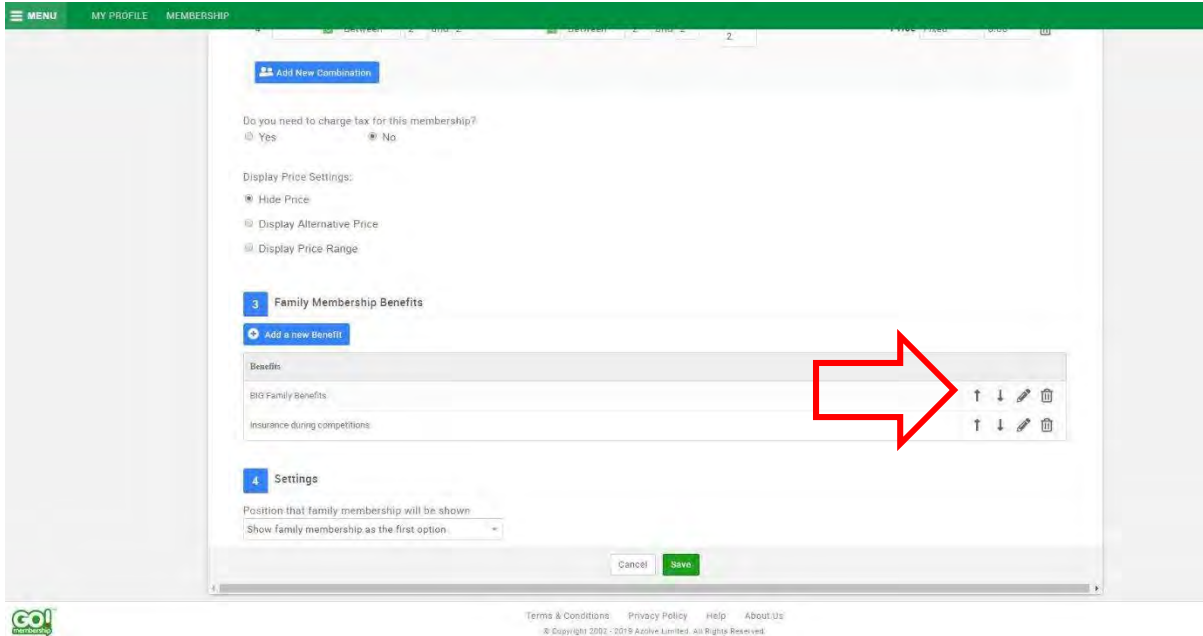 MENU MY PROFILE MEMBERSHIP
Between 2 and 2 Between 2 and 2 2 Price Fixed
Add New Combination
Do you need to charge tax for this membership?
Yes No
Display Price Settings:
Hide Price
Display Alternative Price
Display Price Range
3 Family Membership Benefits
Add a new Benefit
Benefits
BIG Family Benefits
Insurance during competitions
4 Settings
Position that family membership will be shown
Show family membership as the first option
Cancel Save
GO! membership
Terms & Conditions Privacy Policy Help About Us
© Copyright 2002 - 2019 Azolve Limited. All Rights Reserved.